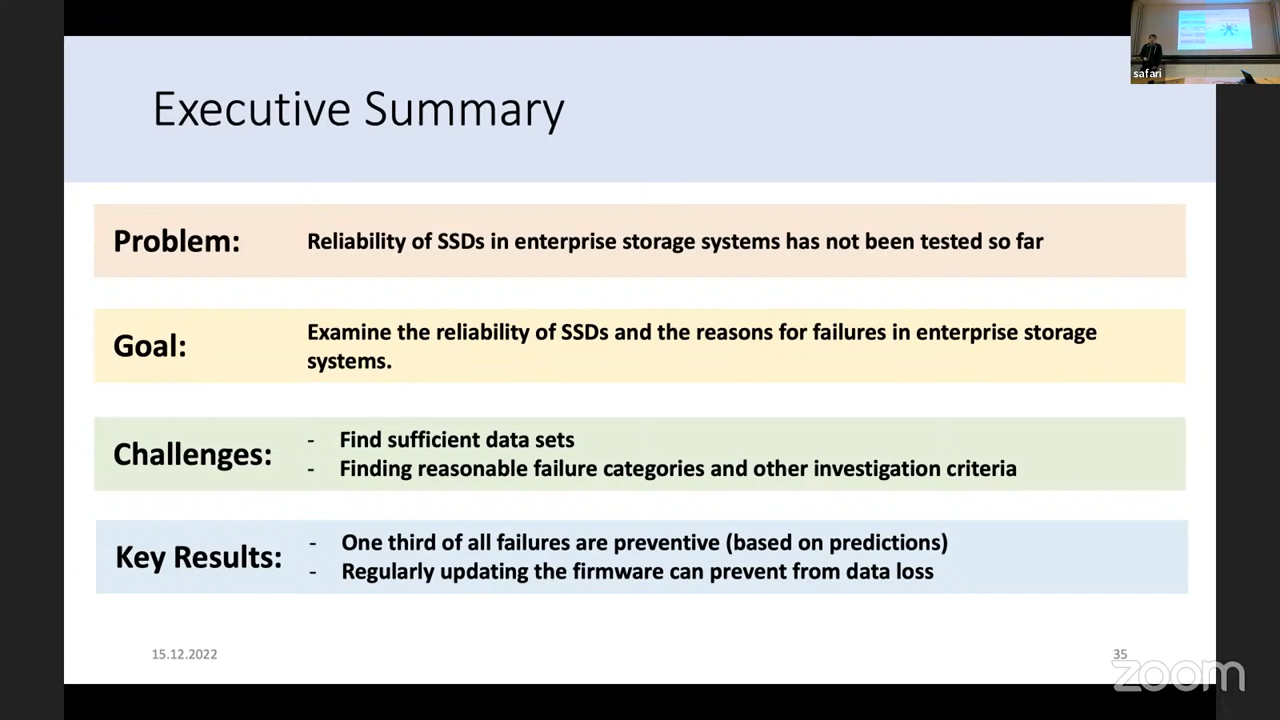 safari
Executive Summary
Problem:
Reliability of SSDs in enterprise storage systems has not been tested so far
Goal:
Examine the reliability of SSDs and the reasons for failures in enterprise storage
systems.
Challenges:
- Find sufficient data sets
- Finding reasonable failure categories and other investigation criteria
Key Results:
- One third of all failures are preventive (based on predictions)
- Regularly updating the firmware can prevent from data loss
15.12.2022
35
zoom